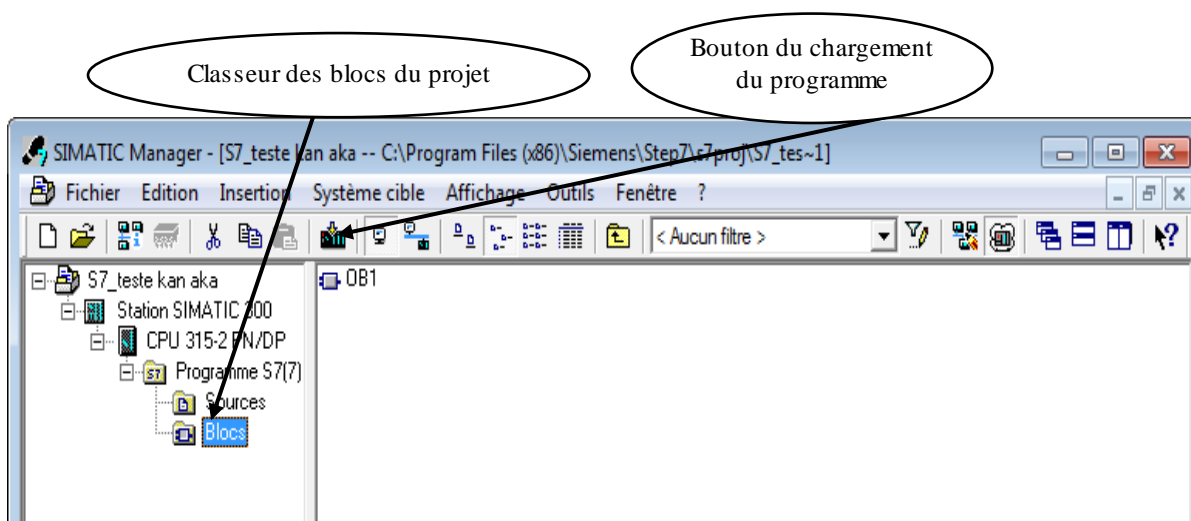 Classeur des blocs du projet
Bouton du chargement
du programme
SIMATIC Manager - [S7_teste kan aka -- C:\Program Files (x86)\Siemens\Step7\s7proj\S7_tes~1]
Fichier Edition Insertion Système cible Affichage Outils Fenêtre ?
< Aucun filtre >
S7_teste kan aka
OB1
Station SIMATIC 300
CPU 315-2 PN/DP
S7 Programme S7(7)
Sources
Blocs